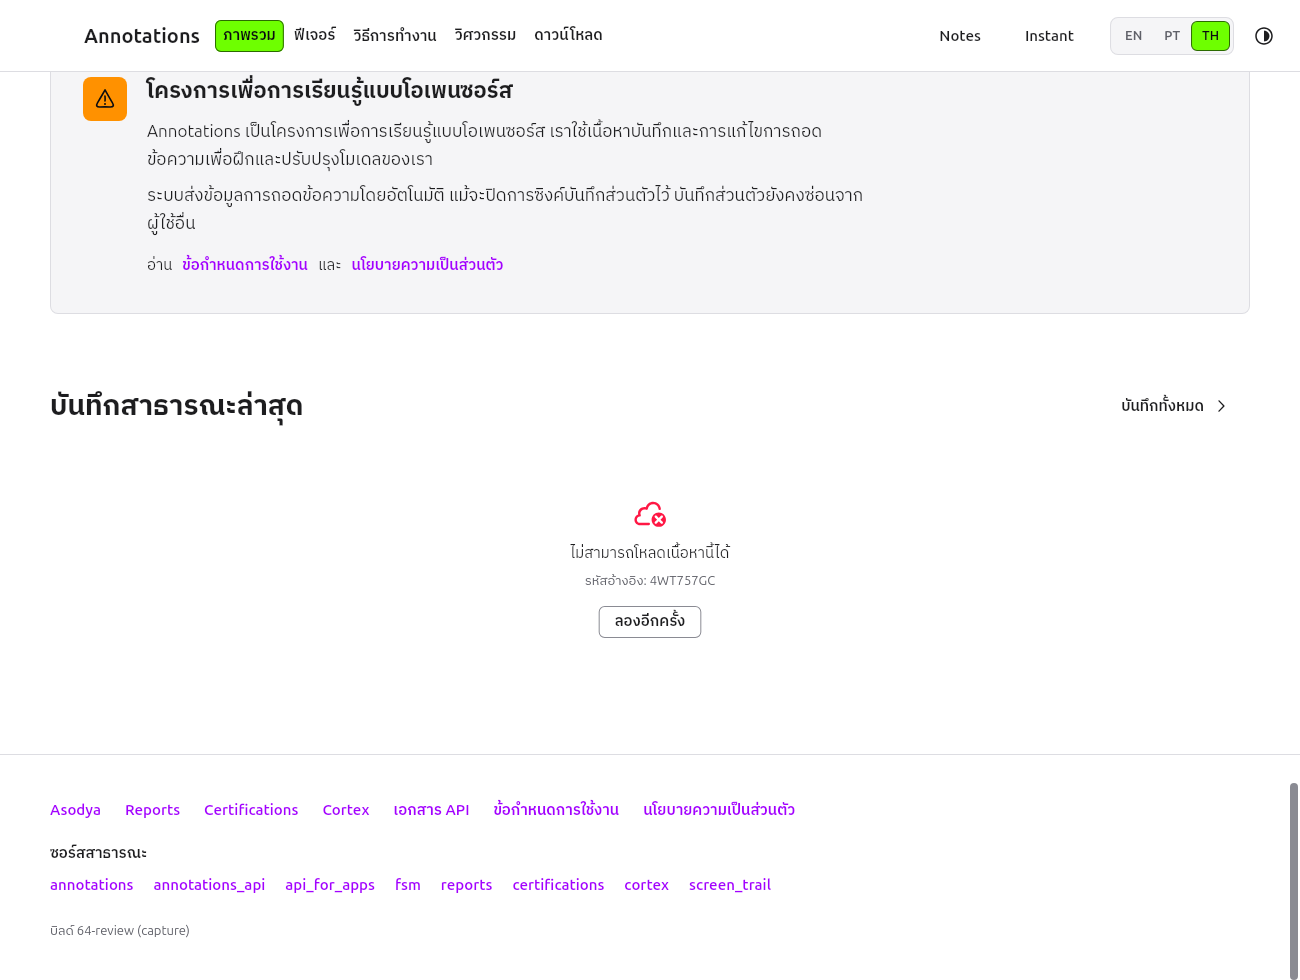 Annotations ภาพรวม ฟีเจอร์ วิธีการทำงาน วิศวกรรม ดาวน์โหลด Notes Instant EN PT TH
โครงการเพื่อการเรียนรู้แบบโอเพนซอร์ส
Annotations เป็นโครงการเพื่อการเรียนรู้แบบโอเพนซอร์ส เราใช้เนื้อหาบันทึกและการแก้ไขการถอด
ข้อความเพื่อฝึกและปรับปรุงโมเดลของเรา
ระบบส่งข้อมูลการถอดข้อความโดยอัตโนมัติ แม้จะปิดการซิงค์บันทึกส่วนตัวไว้ บันทึกส่วนตัวยังคงซ่อนจาก
ผู้ใช้อื่น
อ่าน ข้อกำหนดการใช้งาน และ นโยบายความเป็นส่วนตัว
บันทึกสาธารณะล่าสุด
บันทึกทั้งหมด
ไม่สามารถโหลดเนื้อหานี้ได้
รหัสอ้างอิง: 4WT757GC
ลองอีกครั้ง
Asodya Reports Certifications Cortex เอกสาร API ข้อกำหนดการใช้งาน นโยบายความเป็นส่วนตัว
ซอร์สสาธารณะ
annotations annotations_api api_for_apps fsm reports certifications cortex screen_trail
บิลด์ 64-review (capture)